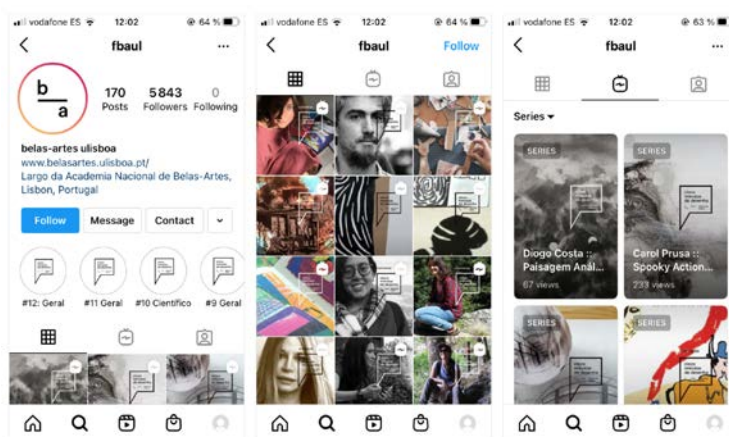 vodafone ES 12:02 64 %
fbaul
b
a
170
Posts
5843
Followers
0
Following
belas-artes ulisboa
www.belasartes.ulisboa.pt/
Largo da Academia Nacional de Belas-Artes,
Lisbon, Portugal
Follow
Message
Contact
#12: Geral
#11 Geral
#10 Científico
#9 Geral
vodafone ES 12:02 64 %
fbaul
Follow
vodafone ES 12:02 63 %
fbaul
Series
SERIES
Diogo Costa ::
Paisagem Anál...
67 views
SERIES
Carol Prusa ::
Spooky Action...
233 views
SERIES
SERIES